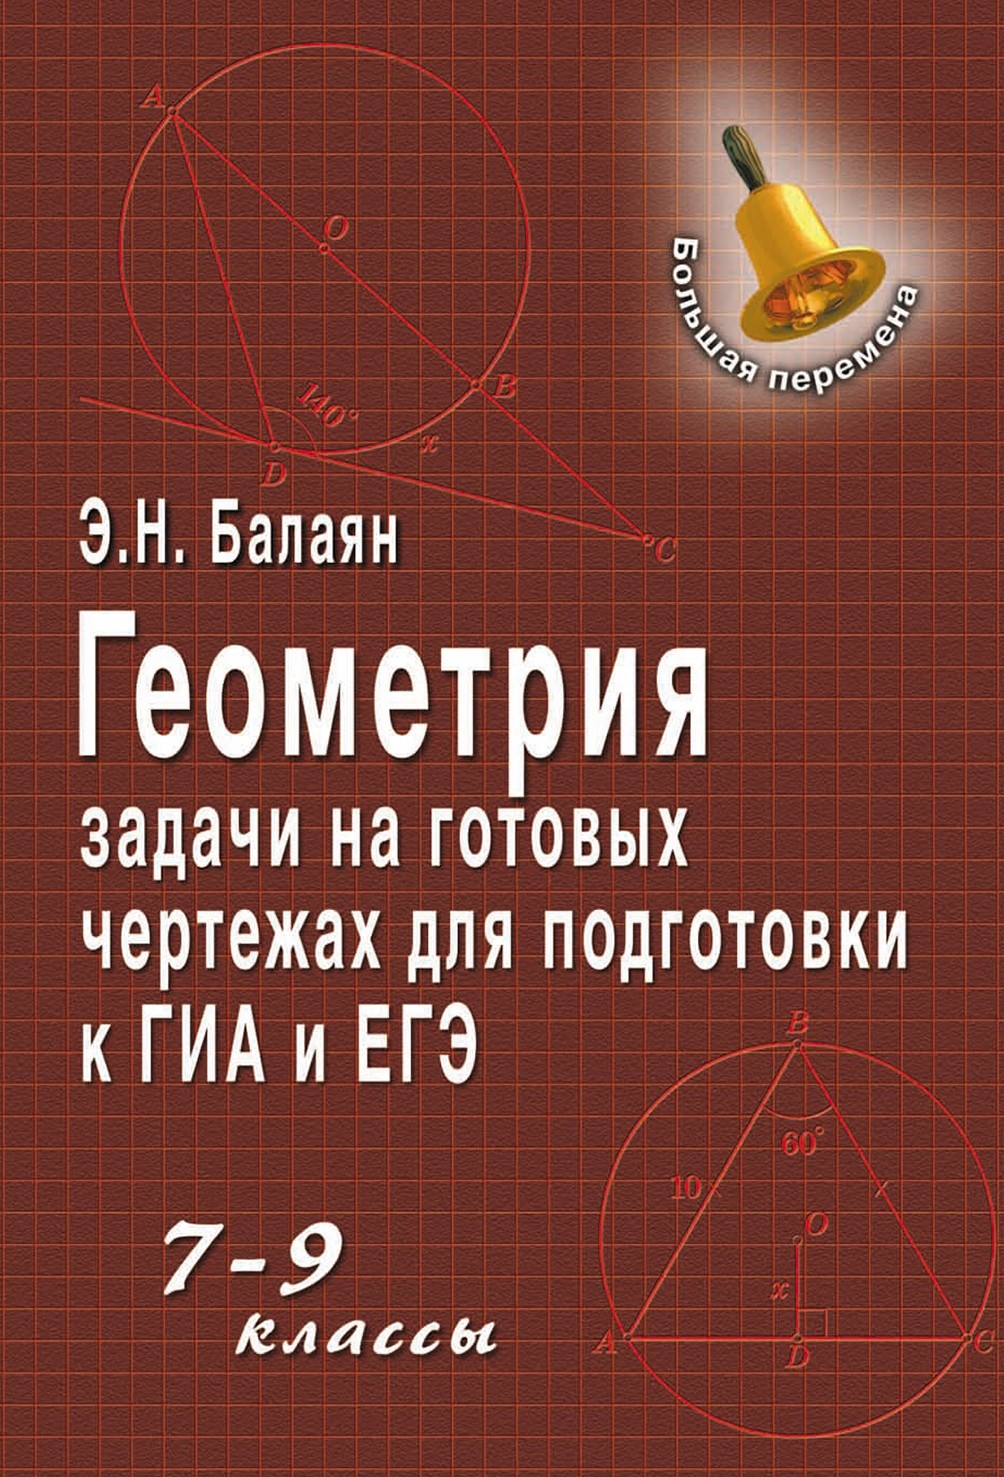 A
O
Большая перемена
B
140°
x
D
C
Э.Н. Балаян
Геометрия
задачи на готовых
чертежах для подготовки
к ГИА и ЕГЭ
B
60°
10
O
x
7-9
классы
A
D
C